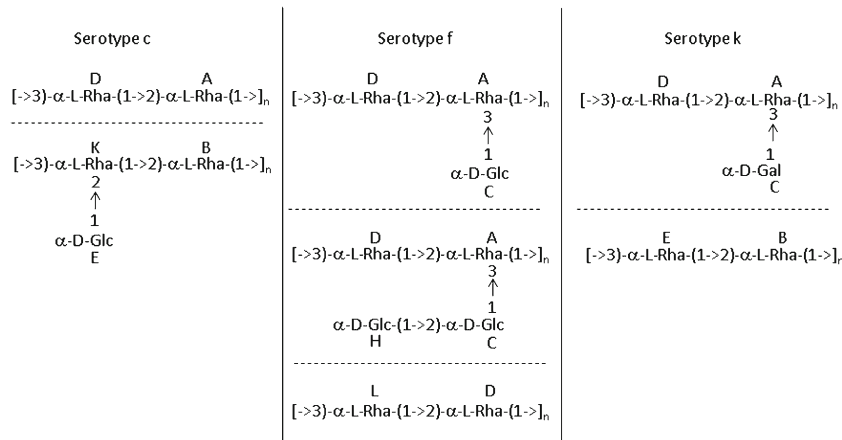 Serotype c
D A
[->3)-α-L-Rha-(1->2)-α-L-Rha-(1->]n
K B
[->3)-α-L-Rha-(1->2)-α-L-Rha-(1->]n
2
↑
1
α-D-Glc
E
Serotype f
D A
[->3)-α-L-Rha-(1->2)-α-L-Rha-(1->]n
3
↑
1
α-D-Glc
C
D A
[->3)-α-L-Rha-(1->2)-α-L-Rha-(1->]n
3
↑
1
α-D-Glc-(1->2)-α-D-Glc
H C
L D
[->3)-α-L-Rha-(1->2)-α-L-Rha-(1->]n
Serotype k
D A
[->3)-α-L-Rha-(1->2)-α-L-Rha-(1->]n
3
↑
1
α-D-Gal
C
E B
[->3)-α-L-Rha-(1->2)-α-L-Rha-(1->]n